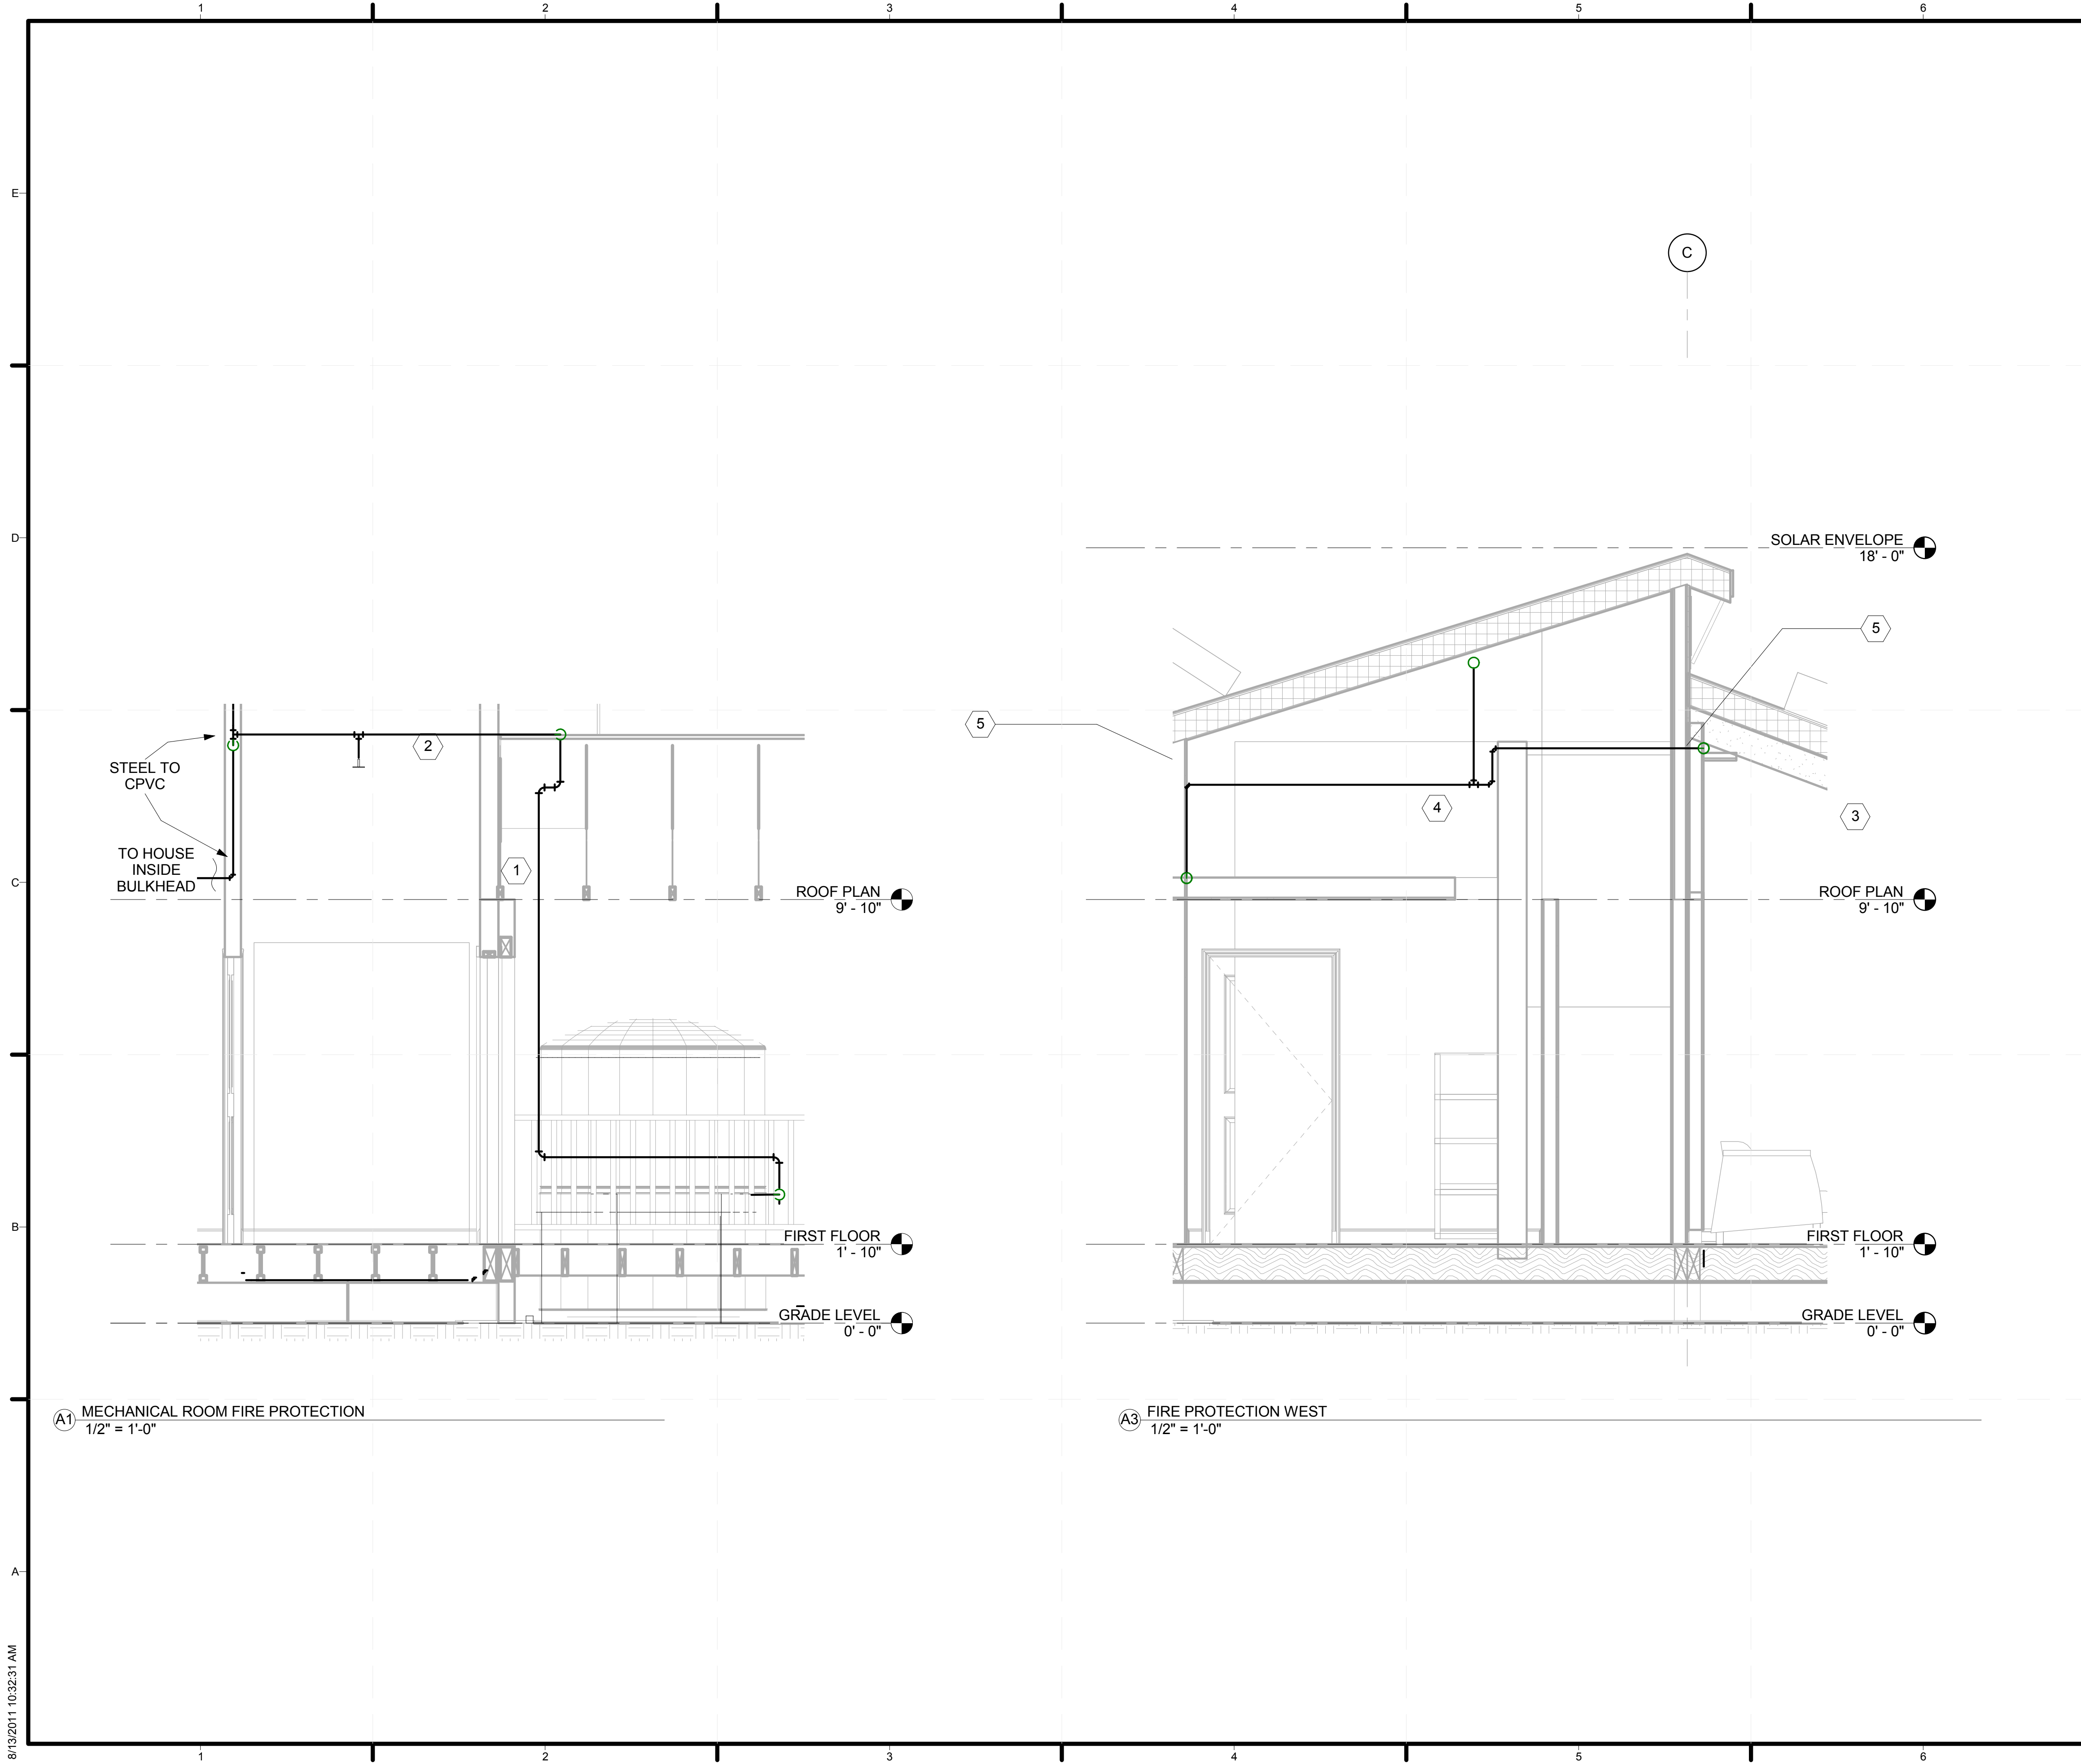 1 2 3 4 5 6
E
D
C
B
A
C
SOLAR ENVELOPE
18' - 0"
5
5
2
STEEL TO
CPVC
4
3
TO HOUSE
INSIDE
BULKHEAD
1
ROOF PLAN
9' - 10"
ROOF PLAN
9' - 10"
FIRST FLOOR
1' - 10"
FIRST FLOOR
1' - 10"
GRADE LEVEL
0' - 0"
GRADE LEVEL
0' - 0"
A1 MECHANICAL ROOM FIRE PROTECTION
1/2" = 1'-0"
A3 FIRE PROTECTION WEST
1/2" = 1'-0"
8/13/2011 10:32:31 AM
1 2 3 4 5 6